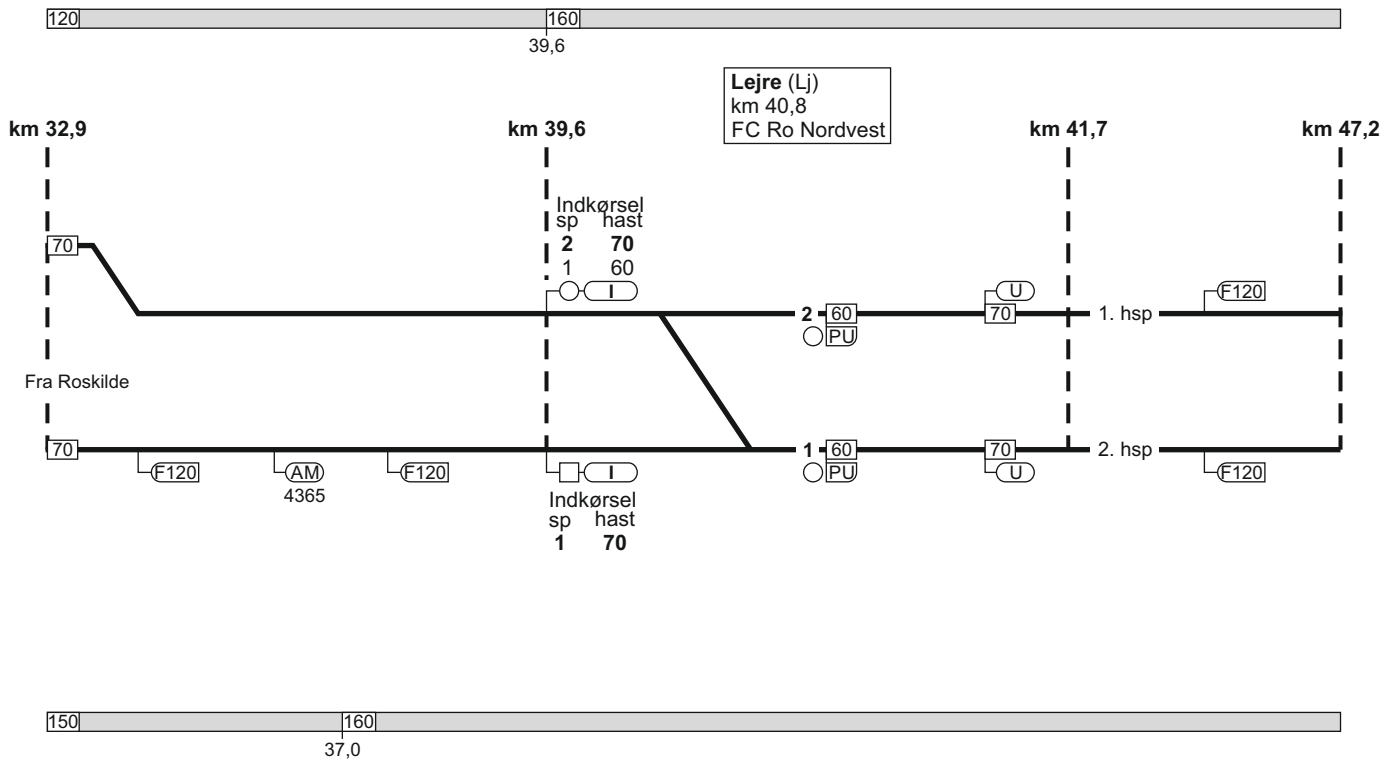 120
160
39,6
Lejre (Lj)
km 40,8
FC Ro Nordvest
km 32,9
km 39,6
km 41,7
km 47,2
Indkørsel
sp hast
2 70
1 60
70
I
U
F120
2
60
70
1. hsp
PU
Fra Roskilde
70
1
60
70
2. hsp
F120
AM
F120
I
PU
U
F120
4365
Indkørsel
sp hast
1 70
150
160
37,0